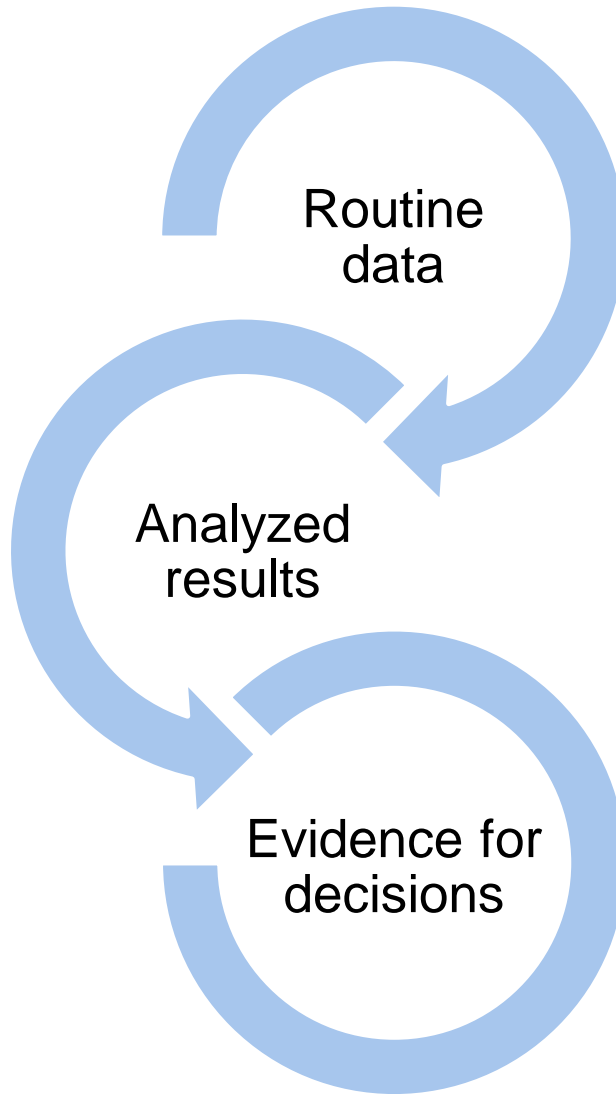 Routine
data
Analyzed
results
Evidence for
decisions